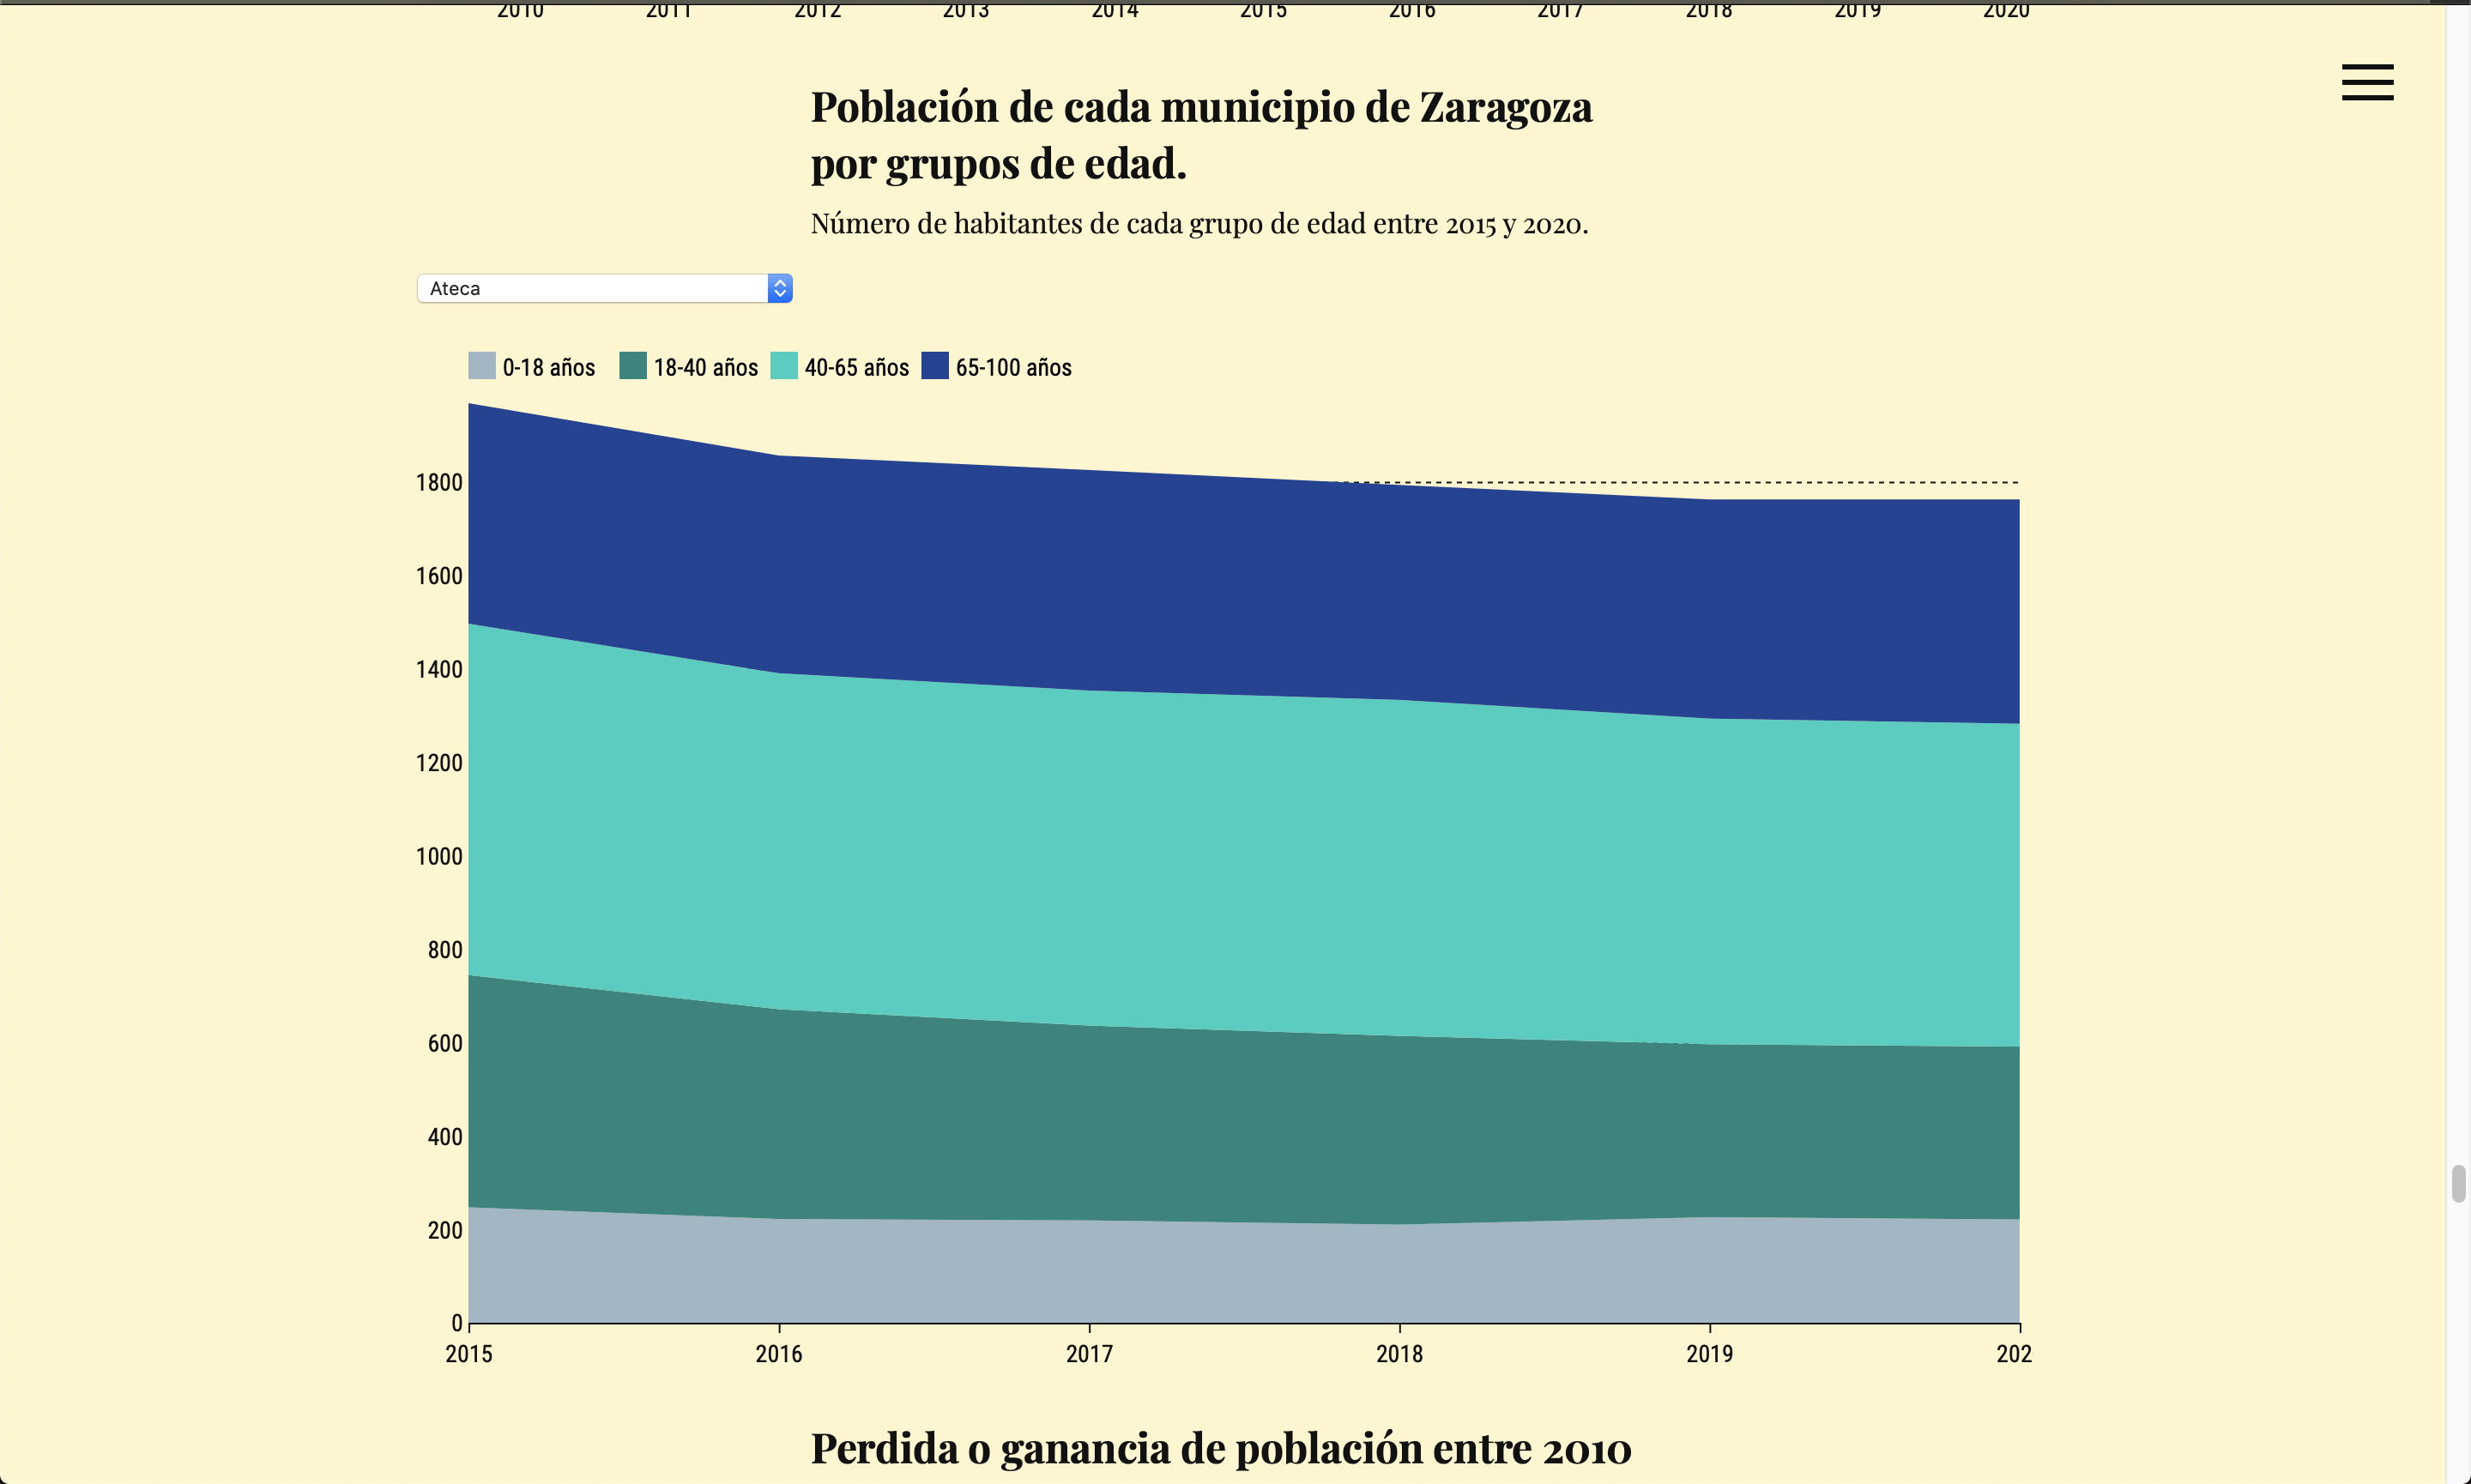 2010 2011 2012 2013 2014 2015 2016 2017 2018 2019 2020
Población de cada municipio de Zaragoza
por grupos de edad.
Número de habitantes de cada grupo de edad entre 2015 y 2020.
Ateca
0-18 años 18-40 años 40-65 años 65-100 años
1800
1600
1400
1200
1000
800
600
400
200
0
2015 2016 2017 2018 2019 202
Perdida o ganancia de población entre 2010